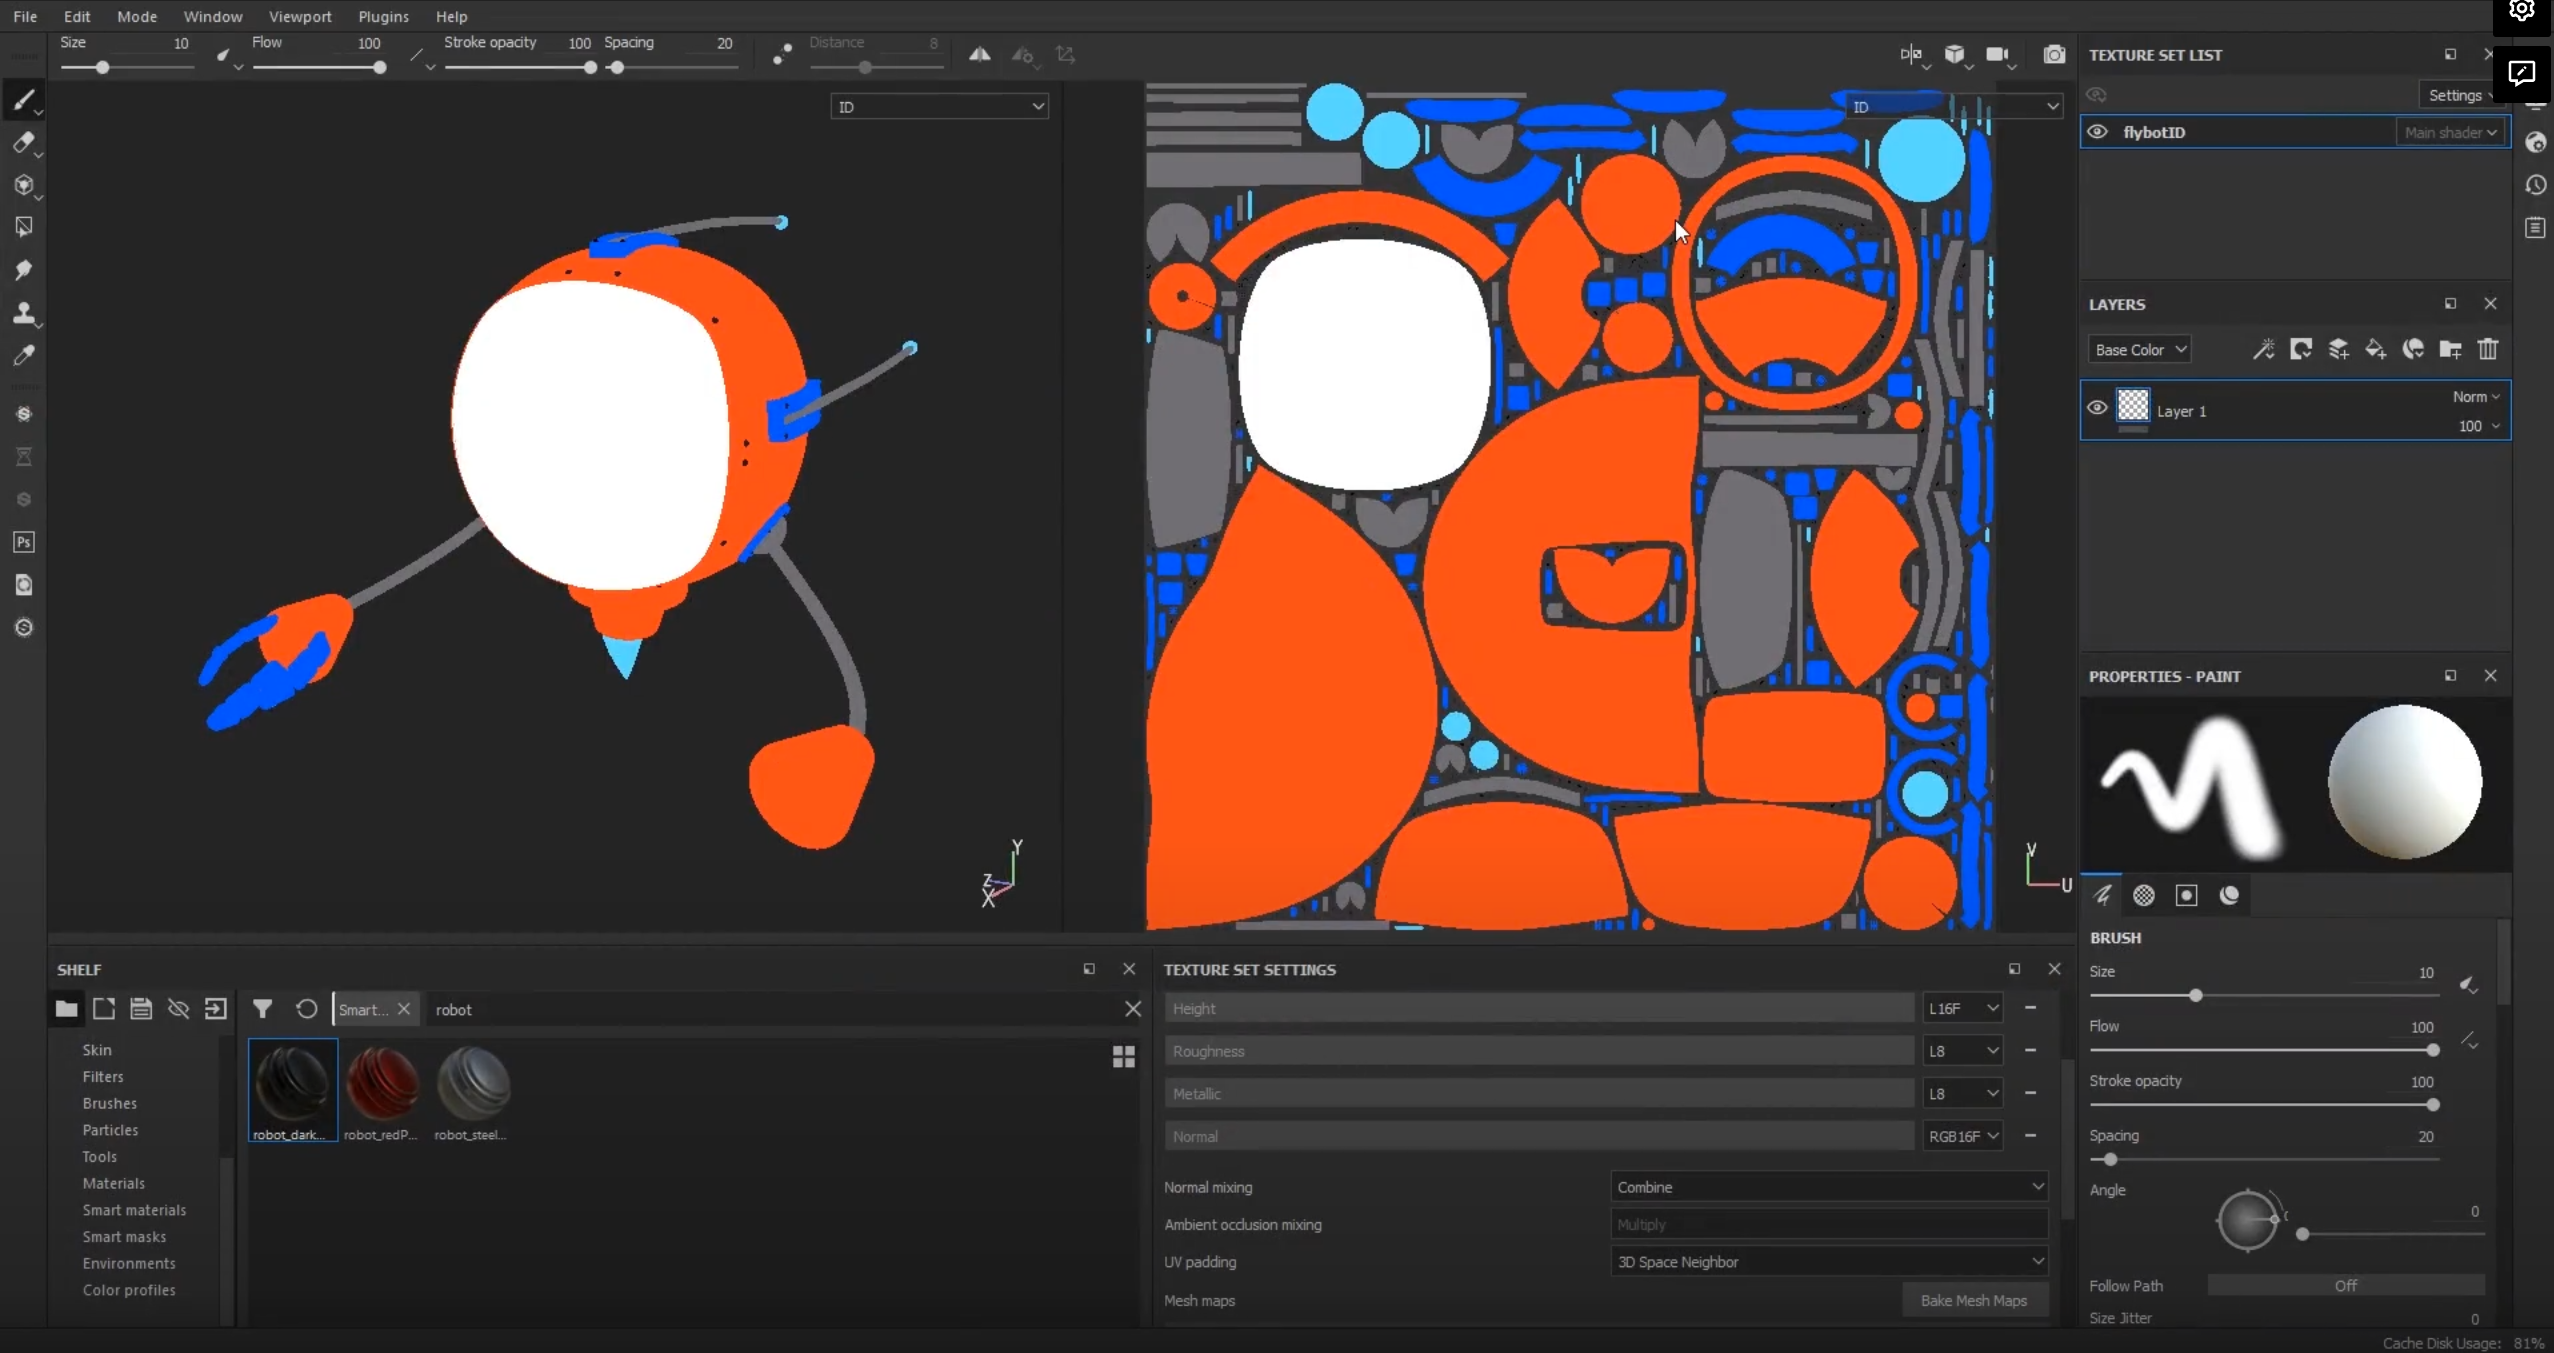 File Edit Mode Window Viewport Plugins Help
Size 10 Flow 100 Stroke opacity 100 Spacing 20 Distance 8
ID
ID
Y
Z
X
V
U
TEXTURE SET LIST
Settings
flybotID Main shader
LAYERS
Base Color
Layer 1 Norm
100
PROPERTIES - PAINT
BRUSH
Size 10
Flow 100
Stroke opacity 100
Spacing 20
Angle 0
Follow Path Off
Size Jitter 0
Ps
SHELF
Smart... robot
Skin
Filters
Brushes
Particles
Tools
Materials
Smart materials
Smart masks
Environments
Color profiles
robot_dark... robot_redP... robot_steel...
TEXTURE SET SETTINGS
Height L16F
Roughness L8
Metallic L8
Normal RGB16F
Normal mixing Combine
Ambient occlusion mixing Multiply
UV padding 3D Space Neighbor
Mesh maps Bake Mesh Maps
Cache Disk Usage: 81%